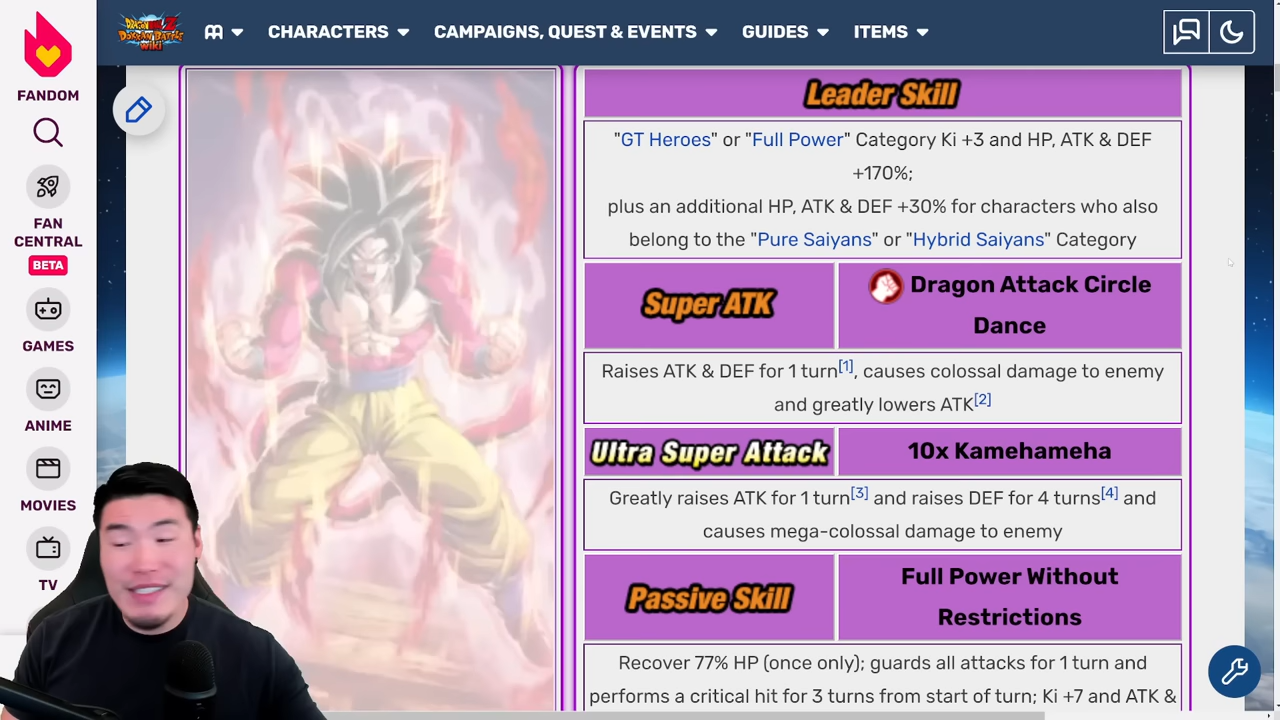 DRAGON BALL Z
DOKKAN BATTLE
WIKI
CHARACTERS
CAMPAIGNS, QUEST & EVENTS
GUIDES
ITEMS
FANDOM
FAN
CENTRAL
BETA
GAMES
ANIME
MOVIES
TV
Leader Skill
"GT Heroes" or "Full Power" Category Ki +3 and HP, ATK & DEF
+170%;
plus an additional HP, ATK & DEF +30% for characters who also
belong to the "Pure Saiyans" or "Hybrid Saiyans" Category
Super ATK
Dragon Attack Circle
Dance
Raises ATK & DEF for 1 turn[1], causes colossal damage to enemy
and greatly lowers ATK[2]
Ultra Super Attack
10x Kamehameha
Greatly raises ATK for 1 turn[3] and raises DEF for 4 turns[4] and
causes mega-colossal damage to enemy
Passive Skill
Full Power Without
Restrictions
Recover 77% HP (once only); guards all attacks for 1 turn and
performs a critical hit for 3 turns from start of turn; Ki +7 and ATK &